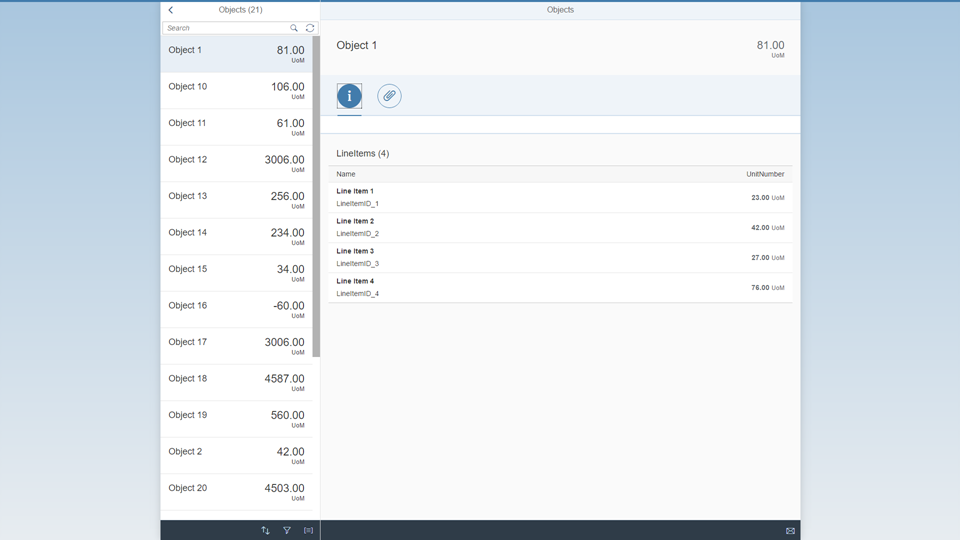 Objects (21)
Search
Object 1
81.00
UoM
Object 10
106.00
UoM
Object 11
61.00
UoM
Object 12
3006.00
UoM
Object 13
256.00
UoM
Object 14
234.00
UoM
Object 15
34.00
UoM
Object 16
-60.00
UoM
Object 17
3006.00
UoM
Object 18
4587.00
UoM
Object 19
560.00
UoM
Object 2
42.00
UoM
Object 20
4503.00
UoM
Objects
Object 1
81.00
UoM
LineItems (4)
Name UnitNumber
Line Item 1
LineItemID_1
23.00 UoM
Line Item 2
LineItemID_2
42.00 UoM
Line Item 3
LineItemID_3
27.00 UoM
Line Item 4
LineItemID_4
76.00 UoM